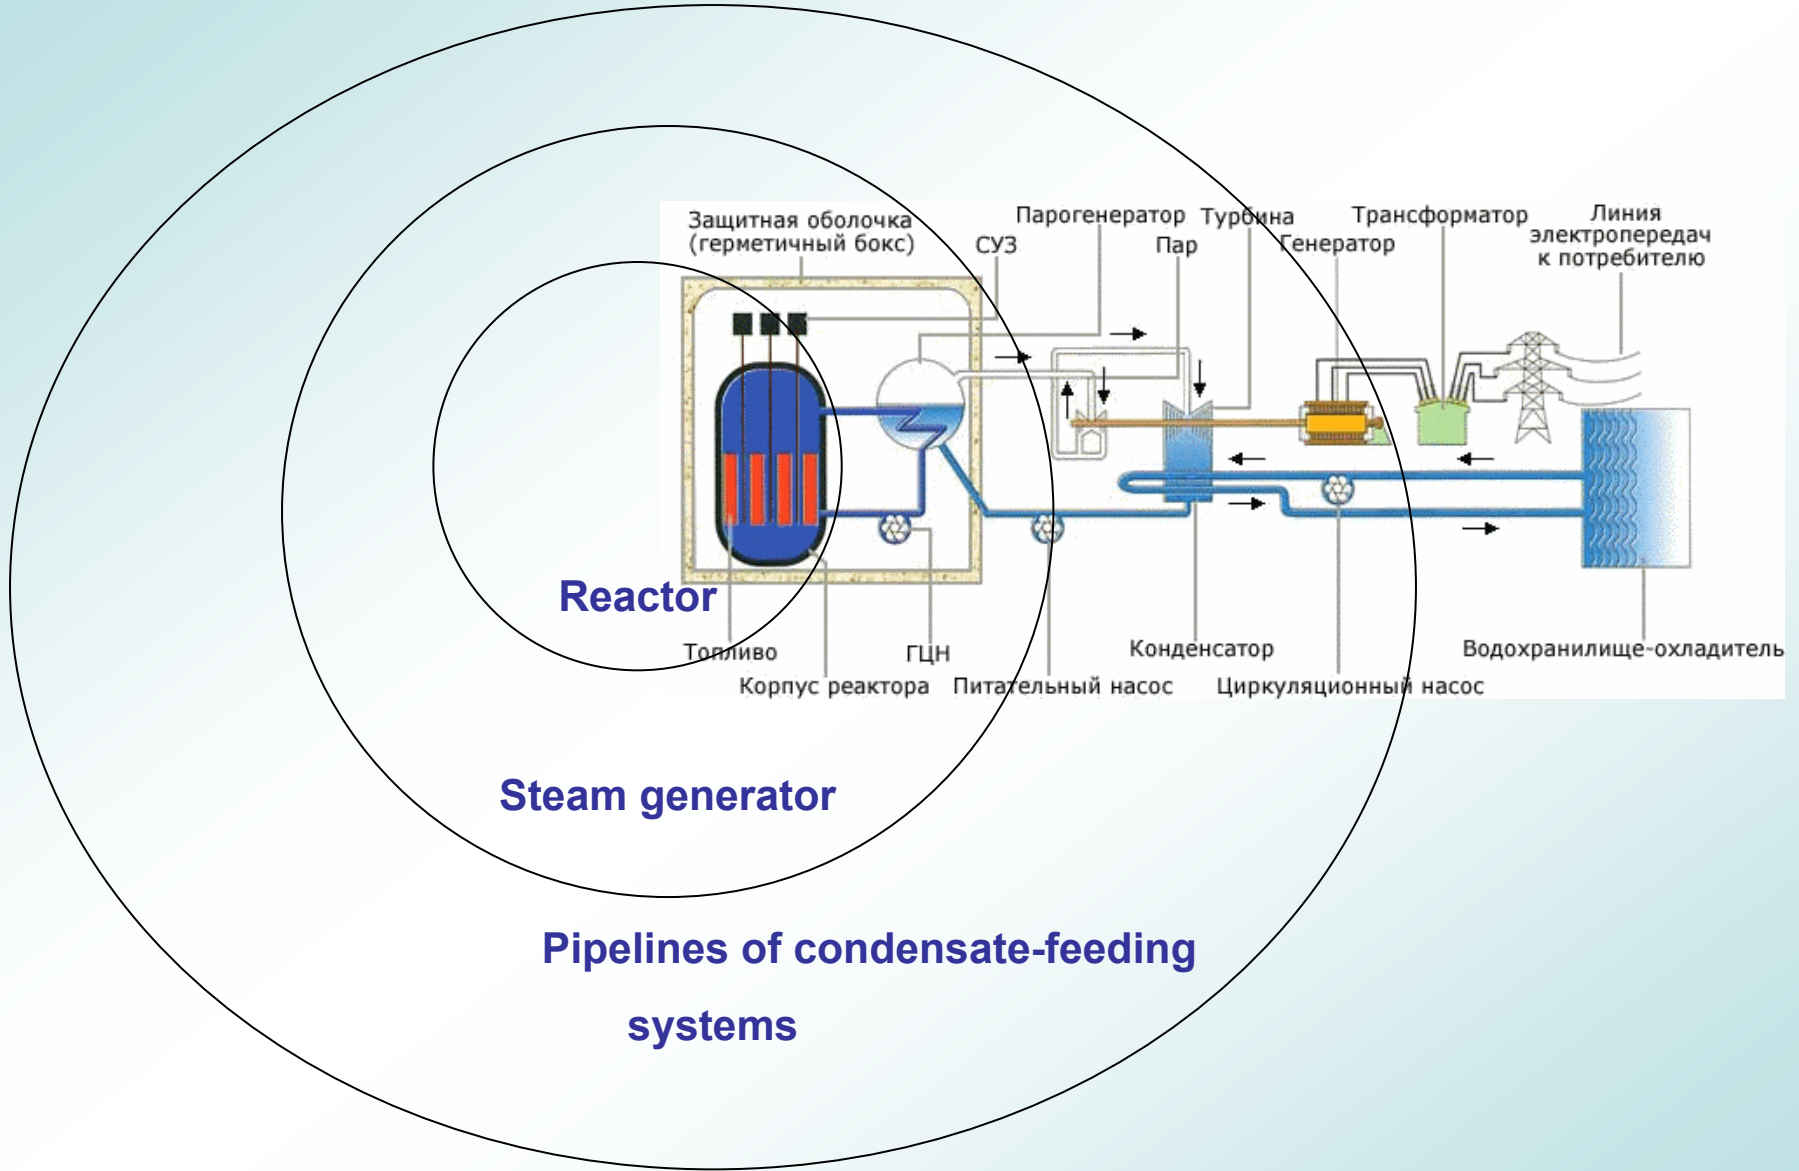 Защитная оболочка
(герметичный бокс)
СУЗ
Парогенератор
Пар
Турбина
Генератор
Трансформатор
Линия
электропередач
к потребителю
Reactor
Топливо
Корпус реактора
ГЦН
Питательный насос
Конденсатор
Циркуляционный насос
Водохранилище-охладитель
Steam generator
Pipelines of condensate-feeding
systems